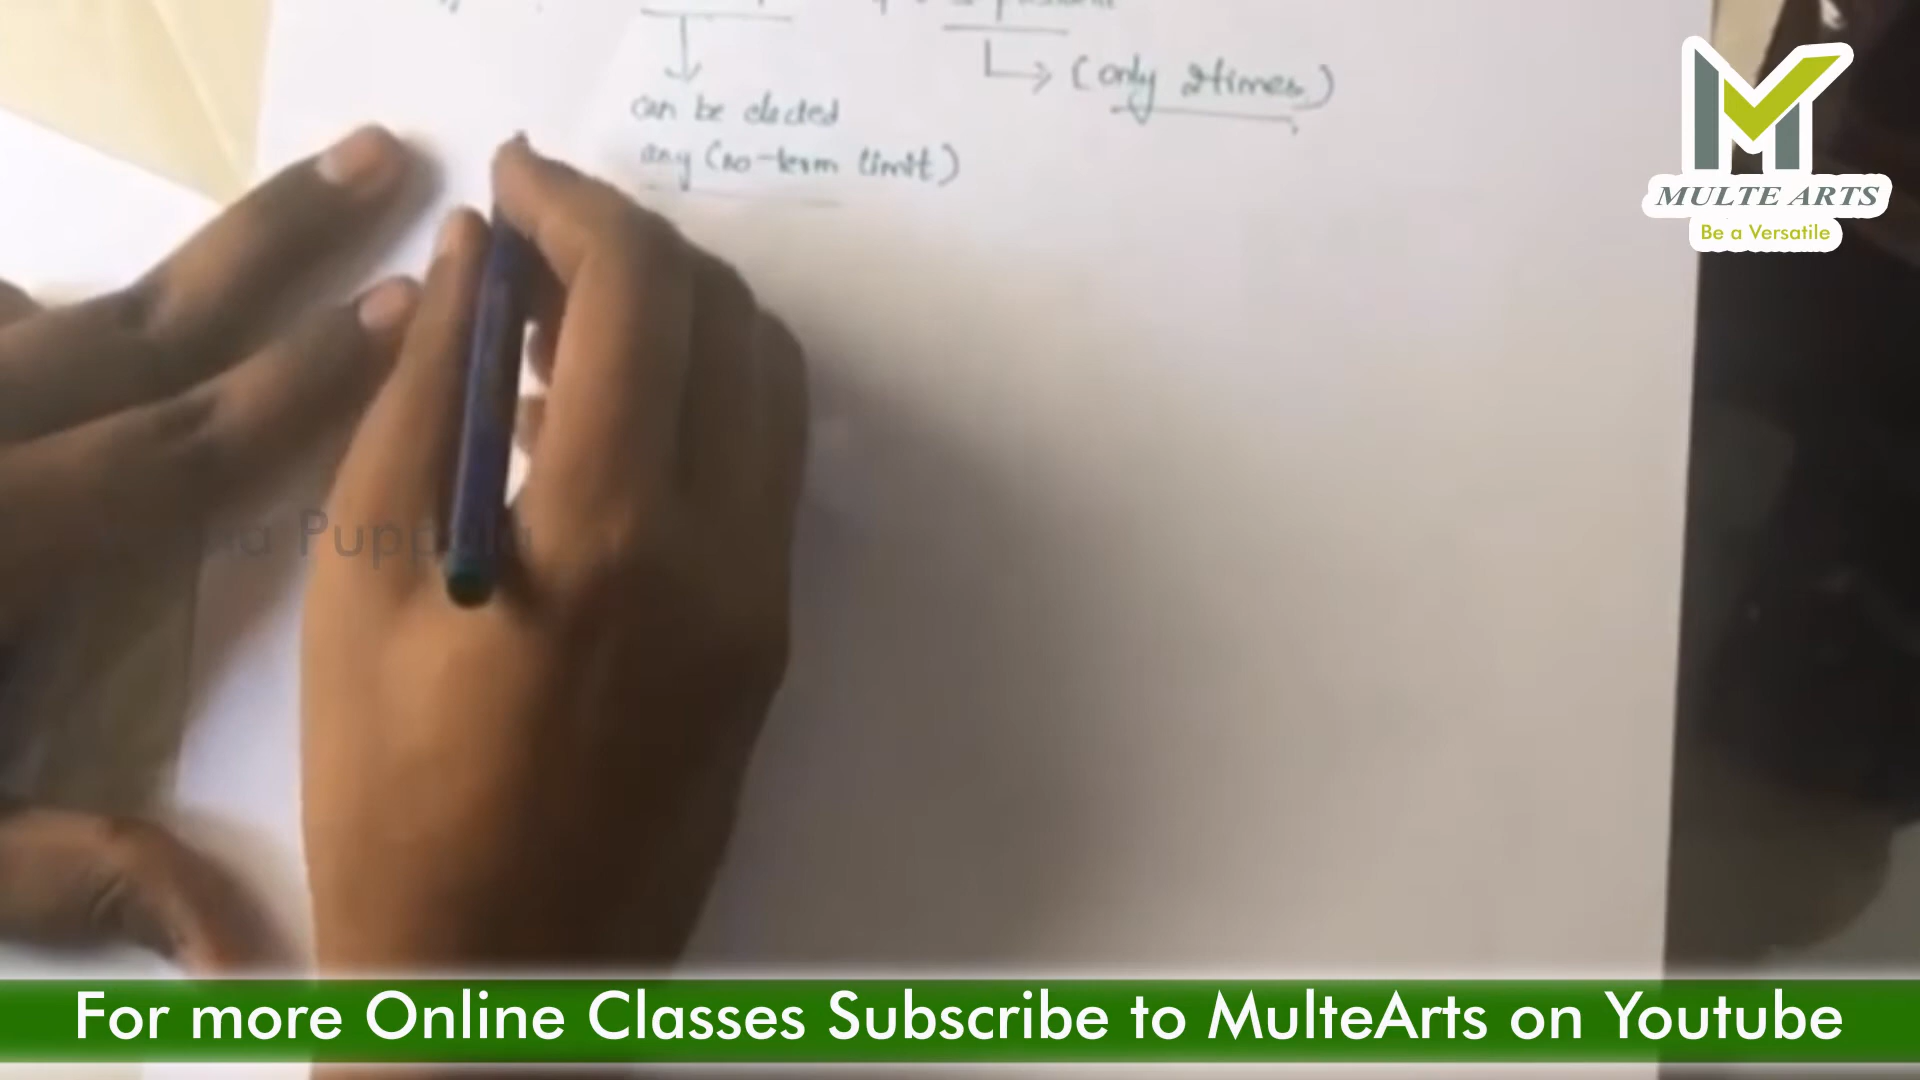 (only 2times)
can be elected
any (no-term limit)
MULTE ARTS
Be a Versatile
For more Online Classes Subscribe to MulteArts on Youtube